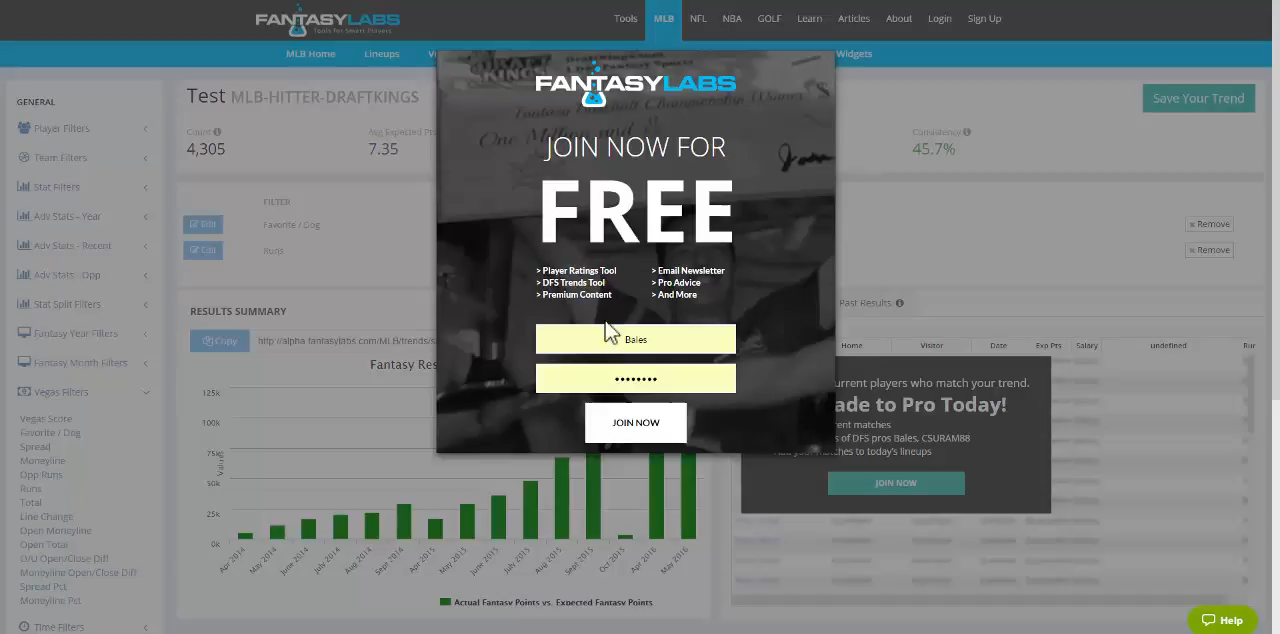 FANTASYLABS
Tools For Smart Players
Tools MLB NFL NBA GOLF Learn Articles About Login Sign Up
MLB Home Lineups Widgets
GENERAL
Player Filters
Team Filters
Stat Filters
Adv Stats - Year
Adv Stats - Recent
Adv Stats - Opp
Stat Split Filters
Fantasy Year Filters
Fantasy Month Filters
Vegas Filters
Vegas Score
Favorite / Dog
Spread
Moneyline
Opp Runs
Runs
Total
Line Change
Open Moneyline
Open Total
O/U Open/Close Diff
Moneyline Open/Close Diff
Spread Pct
Moneyline Pct
Time Filters
Test MLB-HITTER-DRAFTKINGS
Save Your Trend
Count
4,305
Avg Expected
7.35
Consistency
45.7%
FILTER
Edit Favorite / Dog × Remove
Edit Runs × Remove
RESULTS SUMMARY
Copy http://alpha.fantasylabs.com/MLB/trends/s
Fantasy Res
Values
125k
100k
75k
50k
25k
0k
Apr 2014 May 2014 June 2014 July 2014 Aug 2014 Sept 2014 Apr 2015 May 2015 June 2015 July 2015 Aug 2015 Sept 2015 Oct 2015 Apr 2016 May 2016
Actual Fantasy Points vs. Expected Fantasy Points
FANTASYLABS
One Million and
JOIN NOW FOR
FREE
> Player Ratings Tool > Email Newsletter
> DFS Trends Tool > Pro Advice
> Premium Content > And More
Bales
••••••••
JOIN NOW
Past Results:
Home Visitor Date Exp Pts Salary undefined Rur
urrent players who match your trend.
ade to Pro Today!
rent matches
s of DFS pros Bales, CSURAM88
matches to today's lineups
JOIN NOW
Help